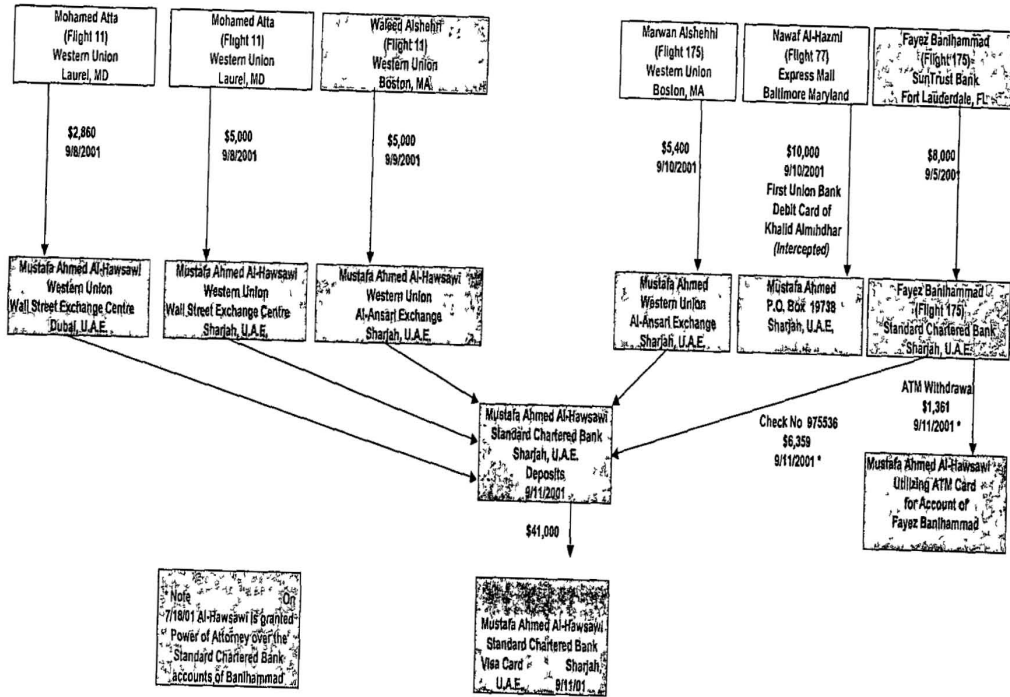 Mohamed Atta
(Flight 11)
Western Union
Laurel, MD
Mohamed Atta
(Flight 11)
Western Union
Laurel, MD
Waleed Alshehri
(Flight 11)
Western Union
Boston, MA
Marwan Alshehhi
(Flight 175)
Western Union
Boston, MA
Nawaf Al-Hazmi
(Flight 77)
Express Mail
Baltimore Maryland
Fayez Banihammad
(Flight 175)
SunTrust Bank
Fort Lauderdale, FL
$2,860
9/8/2001
$5,000
9/8/2001
$5,000
9/9/2001
$5,400
9/10/2001
$10,000
9/10/2001
First Union Bank
Debit Card of
Khalid Almihdhar
(Intercepted)
$8,000
9/5/2001
Mustafa Ahmed Al-Hawsawi
Western Union
Wall Street Exchange Centre
Dubai, U.A.E.
Mustafa Ahmed Al-Hawsawi
Western Union
Wall Street Exchange Centre
Sharjah, U.A.E.
Mustafa Ahmed Al-Hawsawi
Western Union
Al-Ansari Exchange
Sharjah, U.A.E.
Mustafa Ahmed
Western Union
Al-Ansari Exchange
Sharjah, U.A.E.
Mustafa Ahmed
P.O. Box 19738
Sharjah, U.A.E.
Fayez Banihammad
(Flight 175)
Standard Chartered Bank
Sharjah, U.A.E.
Mustafa Ahmed Al-Hawsawi
Standard Chartered Bank
Sharjah, U.A.E.
Deposits
9/11/2001
Check No 975536
$6,359
9/11/2001 *
ATM Withdrawal
$1,361
9/11/2001 *
Mustafa Ahmed Al-Hawsawi
Utilizing ATM Card
for Account of
Fayez Banihammad
$41,000
* Note On
7/18/01 Al-Hawsawi is granted
Power of Attorney over the
Standard Chartered Bank
accounts of Banihammad
Mustafa Ahmed Al-Hawsawi
Standard Chartered Bank
Visa Card Sharjah,
U.A.E. 9/11/01